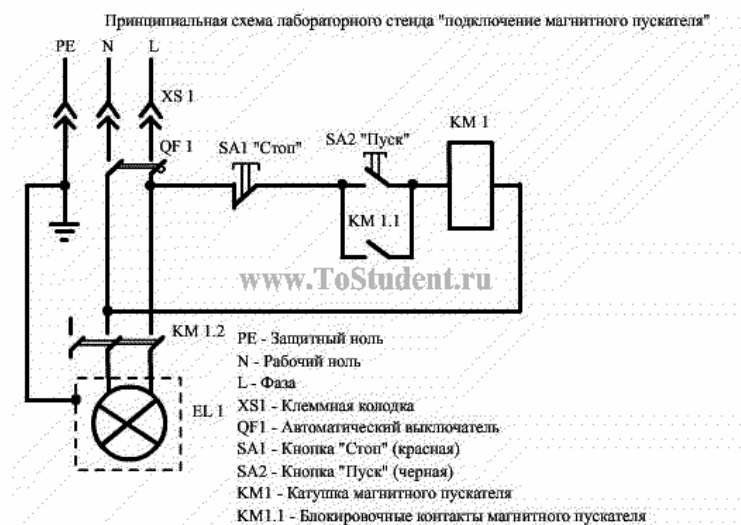 Принципиальная схема лабораторного стенда "подключение магнитного пускателя"
PE N L
XS 1
QF 1
SA1 "Стоп"
SA2 "Пуск"
KM 1
KM 1.1
www.ToStudent.ru
KM 1.2
EL 1
PE - Защитный ноль
N - Рабочий ноль
L - Фаза
XS1 - Клеммная колодка
QF1 - Автоматический выключатель
SA1 - Кнопка "Стоп" (красная)
SA2 - Кнопка "Пуск" (черная)
KM1 - Катушка магнитного пускателя
KM1.1 - Блокировочные контакты магнитного пускателя